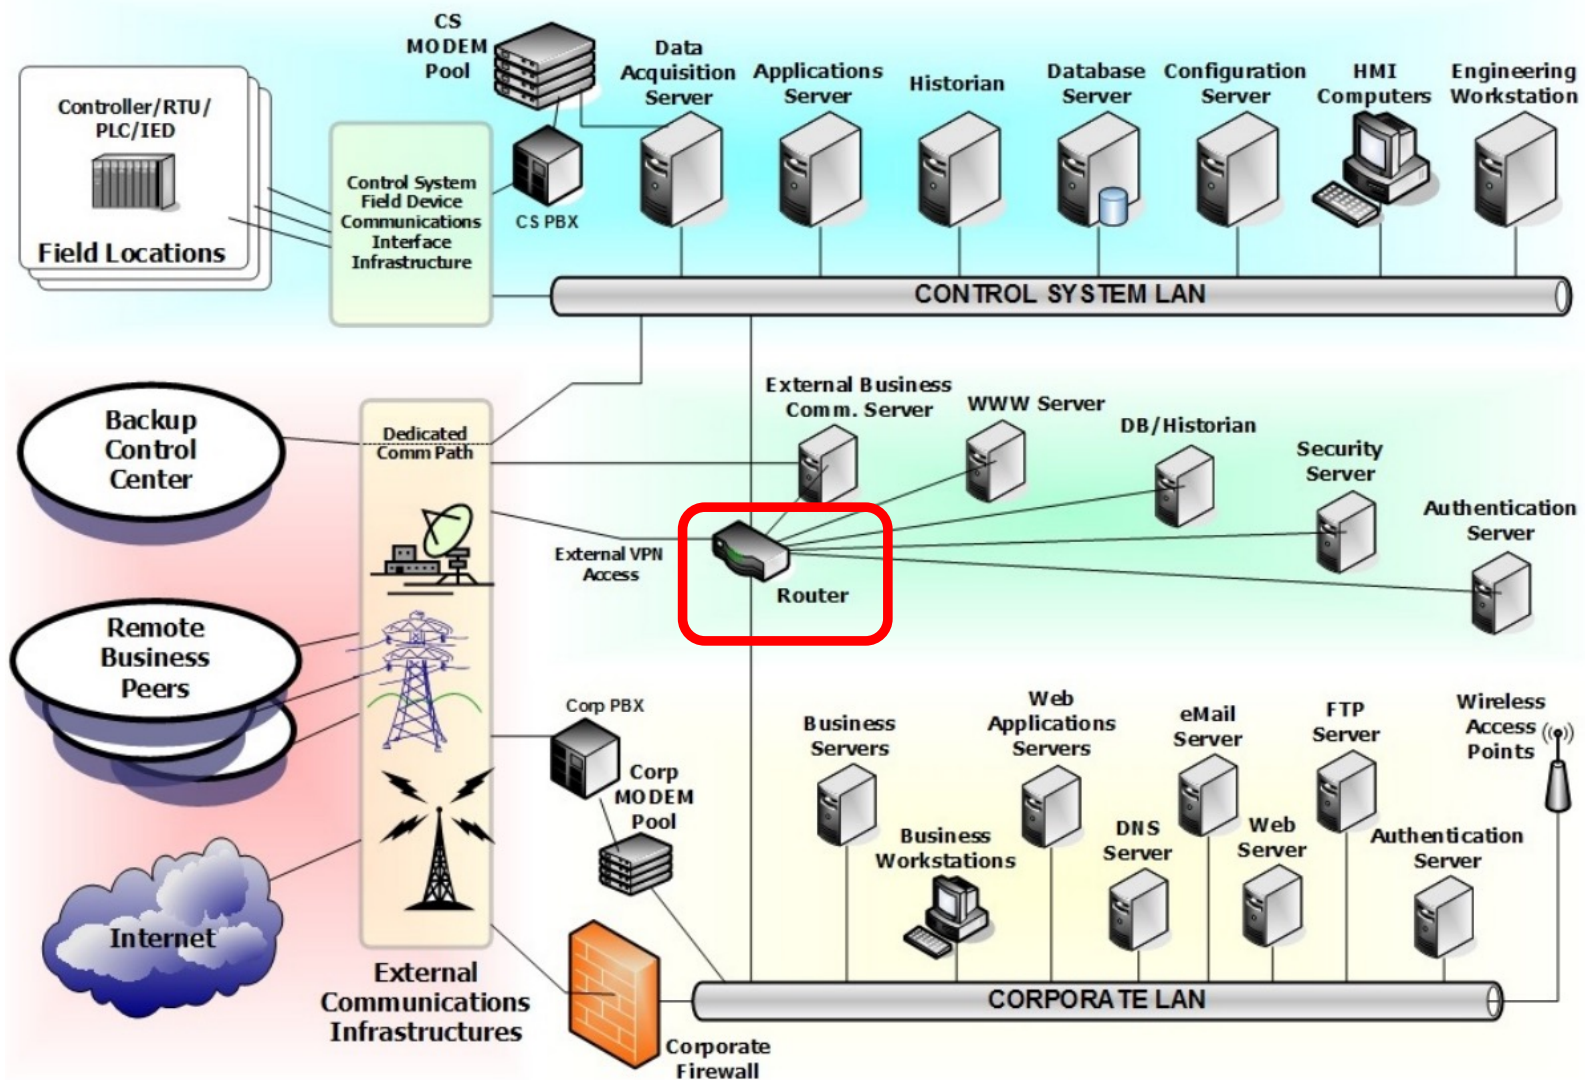 CS
MODEM
Pool
Data
Acquisition
Server
Applications
Server
Historian
Database
Server
Configuration
Server
HMI
Computers
Engineering
Workstation
Controller/RTU/
PLC/IED
Field Locations
Control System
Field Device
Communications
Interface
Infrastructure
CS PBX
CONTROL SYSTEM LAN
Backup
Control
Center
Dedicated
Comm Path
External Business
Comm. Server
WWW Server
DB/Historian
Security
Server
Authentication
Server
External VPN
Access
Router
Remote
Business
Peers
Corp PBX
Corp
MODEM
Pool
Business
Servers
Web
Applications
Servers
eMail
Server
FTP
Server
Wireless
Access
Points
Business
Workstations
DNS
Server
Web
Server
Authentication
Server
Internet
External
Communications
Infrastructures
CORPORATE LAN
Corporate
Firewall